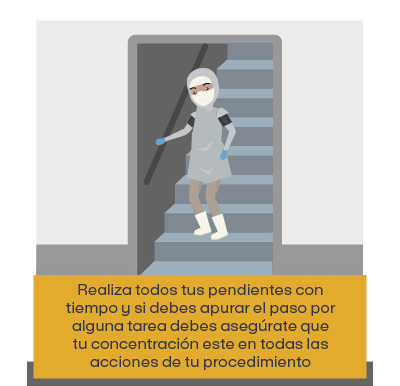 Realiza todos tus pendientes con
tiempo y si debes apurar el paso por
alguna tarea debes asegúrate que
tu concentración este en todas las
acciones de tu procedimiento